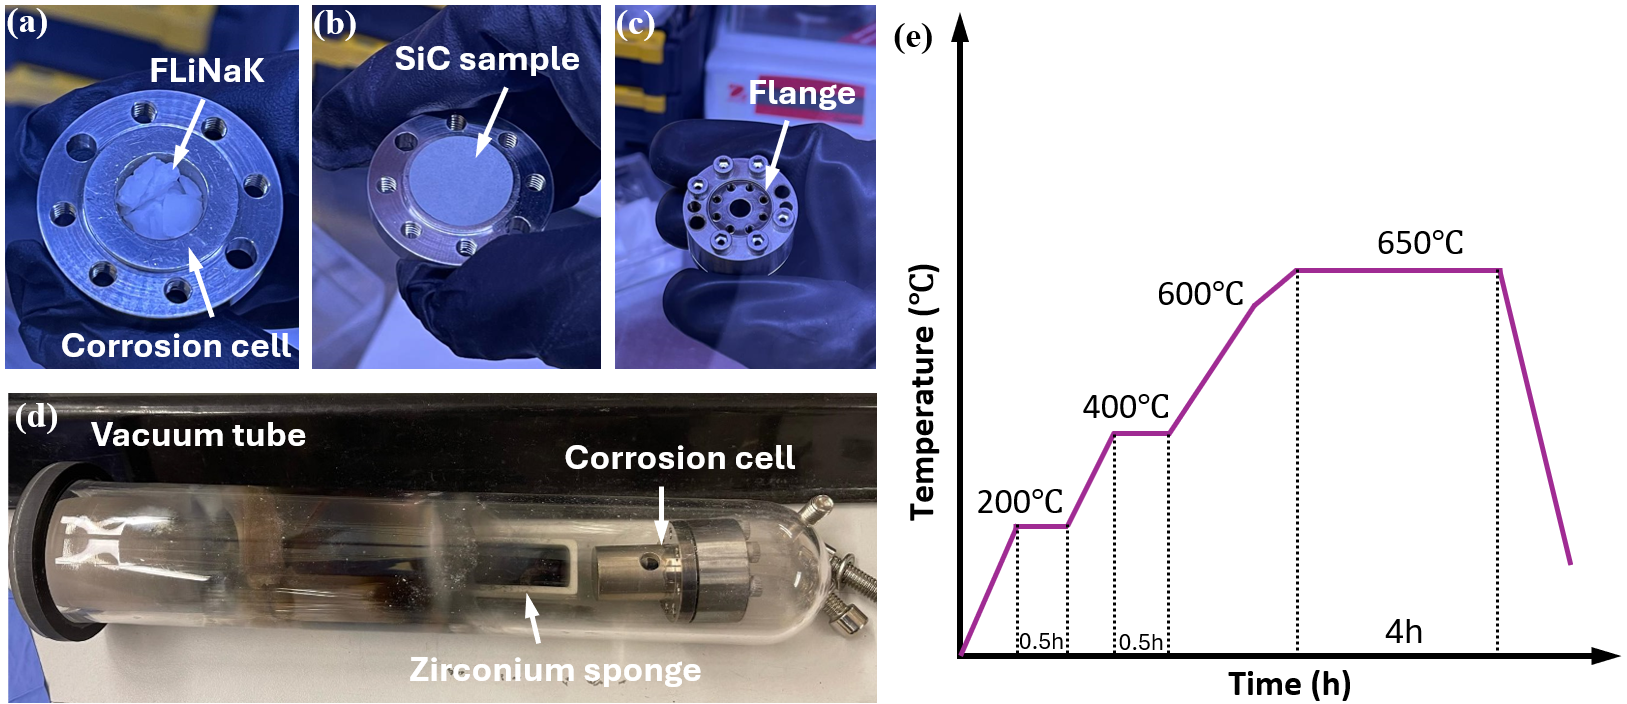 (a)
FLiNaK
Corrosion cell
(b)
SiC sample
(c)
Flange
(d)
Vacuum tube
Corrosion cell
Zirconium sponge
(e)
Temperature (℃)
200℃
400℃
600℃
650℃
0.5h
0.5h
4h
Time (h)